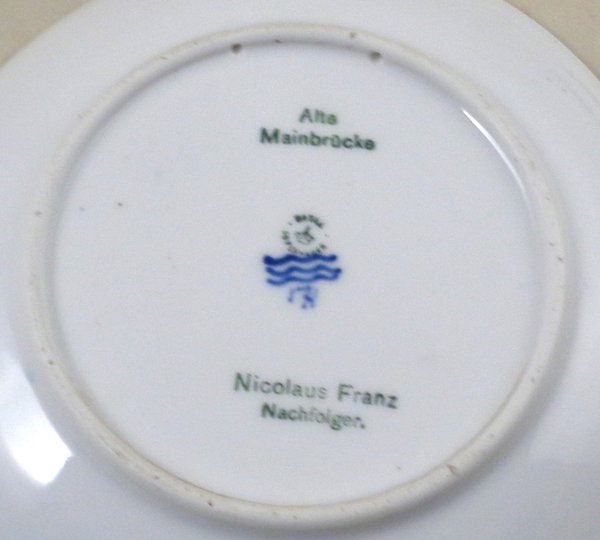 Alte
Mainbrücke
Nicolaus Franz
Nachfolger.